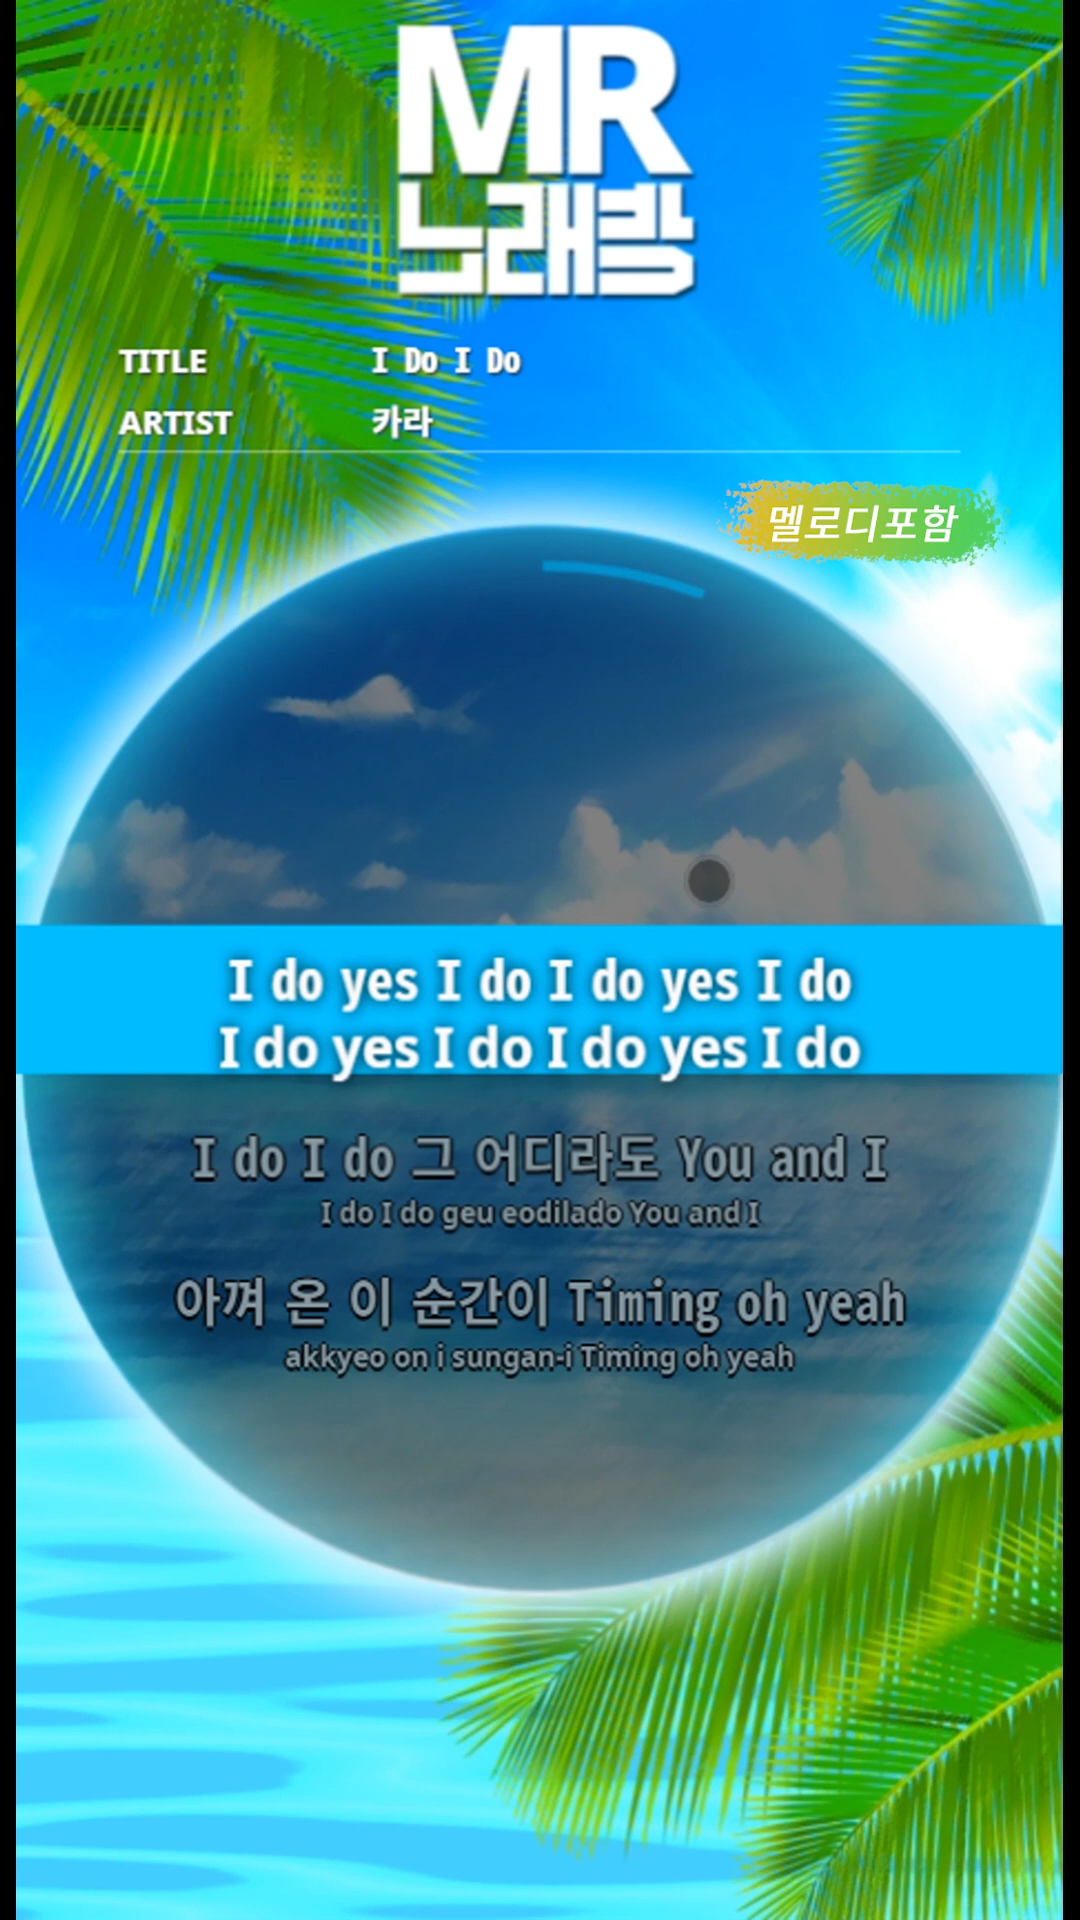 MR
노래방
TITLE I Do I Do
ARTIST 카라
멜로디포함
I do yes I do I do yes I do
I do yes I do I do yes I do
I do I do 그 어디라도 You and I
I do I do geu eodilado You and I
아껴 온 이 순간이 Timing oh yeah
akkyeo on i sungan-i Timing oh yeah